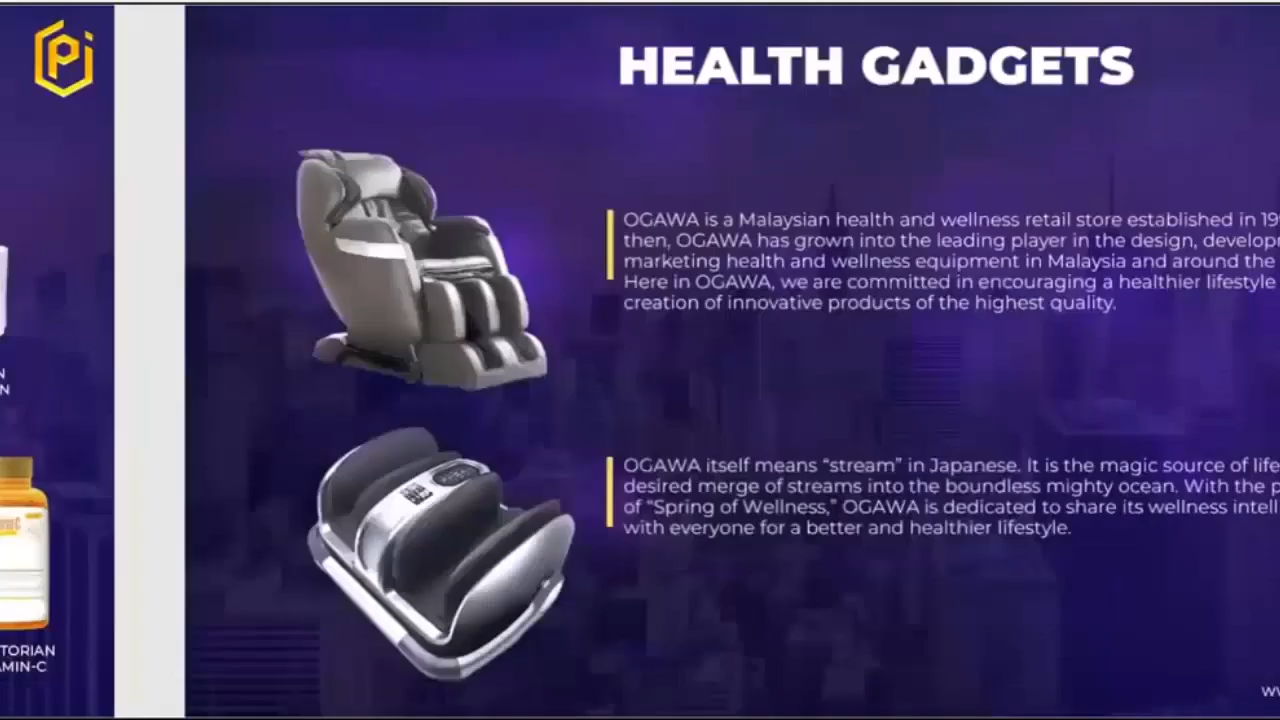 Pi
HEALTH GADGETS
OGAWA is a Malaysian health and wellness retail store established in 19
then, OGAWA has grown into the leading player in the design, develop
marketing health and wellness equipment in Malaysia and around the
Here in OGAWA, we are committed in encouraging a healthier lifestyle
creation of innovative products of the highest quality.
OGAWA itself means “stream” in Japanese. It is the magic source of life
desired merge of streams into the boundless mighty ocean. With the p
of “Spring of Wellness,” OGAWA is dedicated to share its wellness intell
with everyone for a better and healthier lifestyle.
N
N
TORIAN
AMIN-C